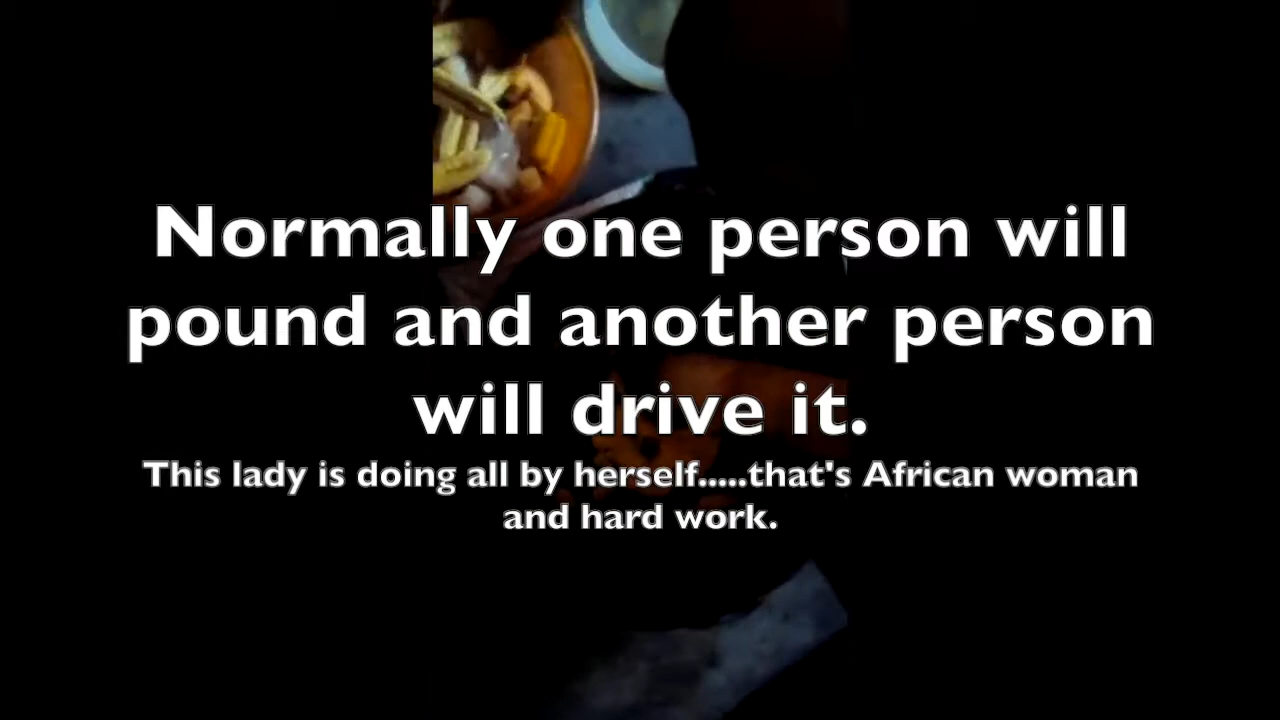 Normally one person will
pound and another person
will drive it.
This lady is doing all by herself.....that's African woman
and hard work.